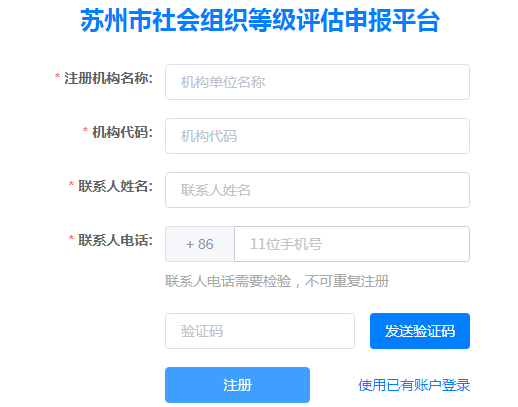 苏州市社会组织等级评估申报平台
* 注册机构名称: 机构单位名称
* 机构代码: 机构代码
* 联系人姓名: 联系人姓名
* 联系人电话: + 86 11位手机号
联系人电话需要检验，不可重复注册
验证码 发送验证码
注册 使用已有账户登录